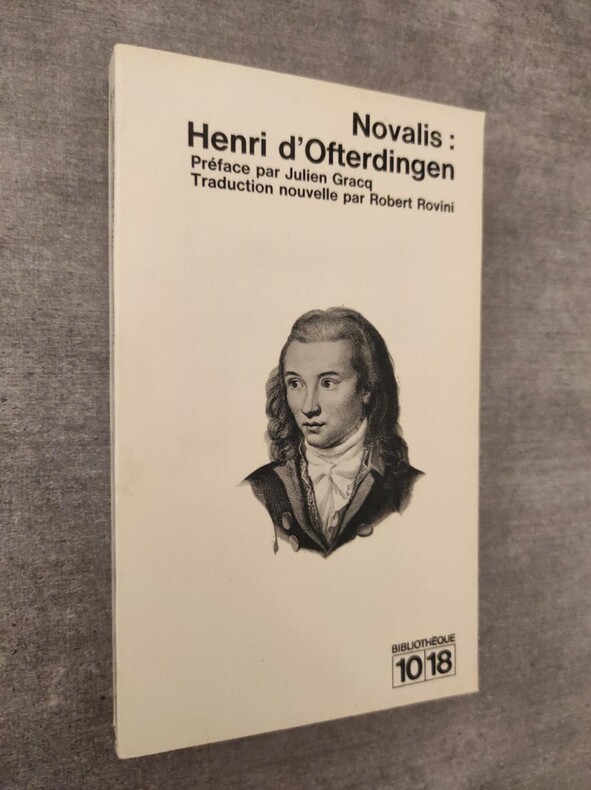 Novalis :
Henri d'Ofterdingen
Préface par Julien Gracq
Traduction nouvelle par Robert Rovini
BIBLIOTHÈQUE
10 18